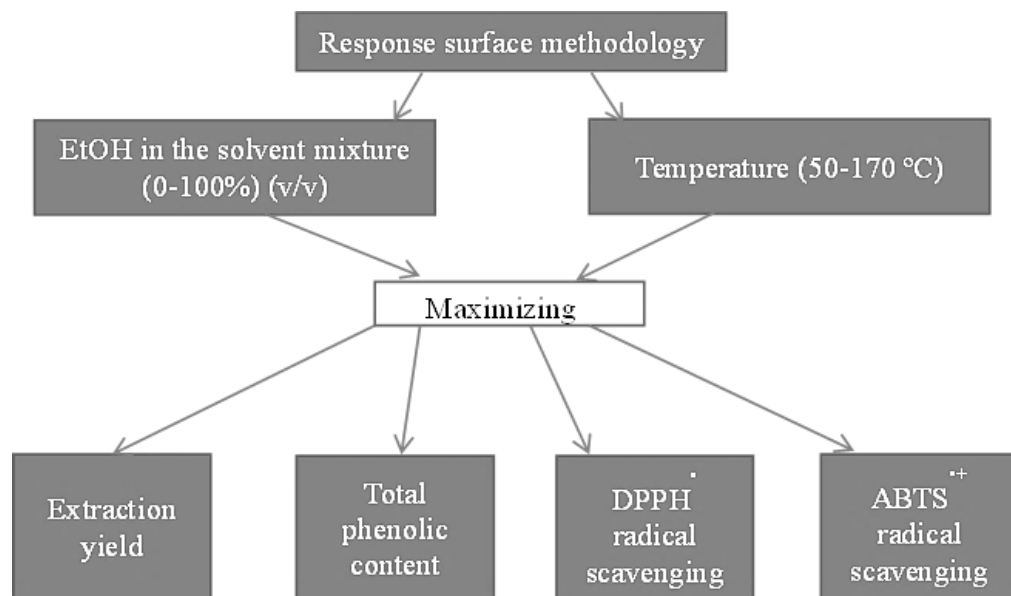 Response surface methodology
EtOH in the solvent mixture
(0-100%) (v/v)
Temperature (50-170 °C)
Maximizing
Extraction
yield
Total
phenolic
content
DPPH˙
radical
scavenging
ABTS˙⁺
radical
scavenging